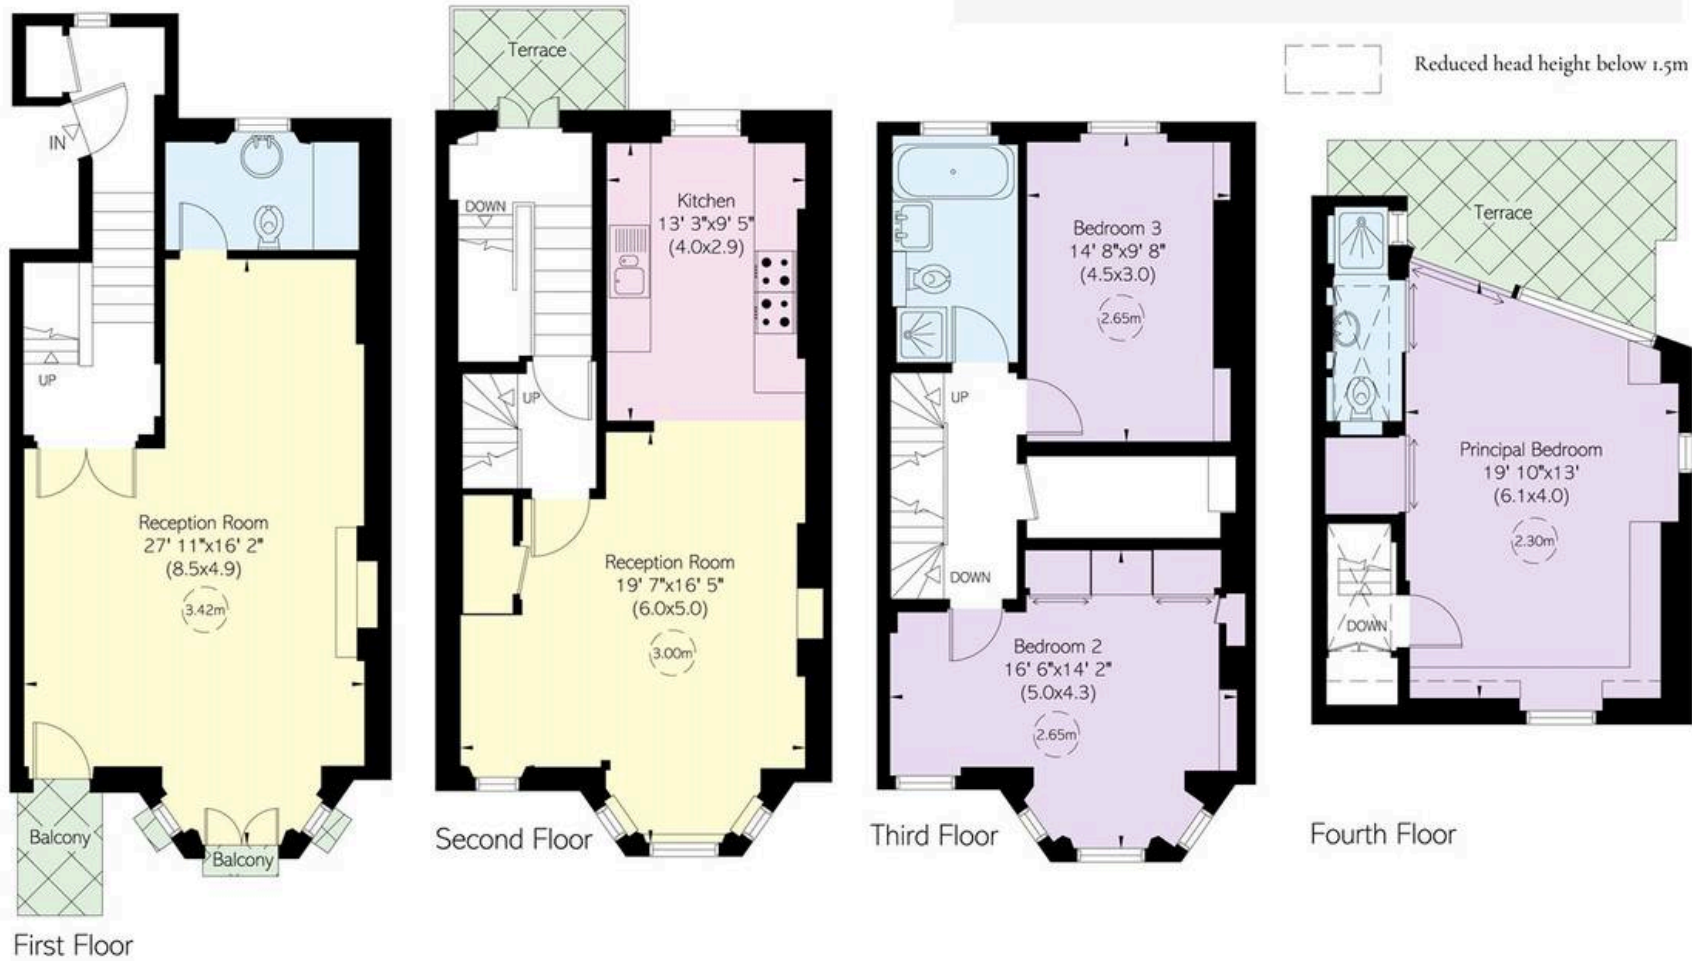 Reduced head height below 1.5m
IN
UP
Reception Room
27' 11"x16' 2"
(8.5x4.9)
3.42m
Balcony
Balcony
First Floor
Terrace
DOWN
Kitchen
13' 3"x9' 5"
(4.0x2.9)
UP
Reception Room
19' 7"x16' 5"
(6.0x5.0)
3.00m
Second Floor
Bedroom 3
14' 8"x9' 8"
(4.5x3.0)
2.65m
UP
DOWN
Bedroom 2
16' 6"x14' 2"
(5.0x4.3)
2.65m
Third Floor
Terrace
Principal Bedroom
19' 10"x13'
(6.1x4.0)
2.30m
DOWN
Fourth Floor